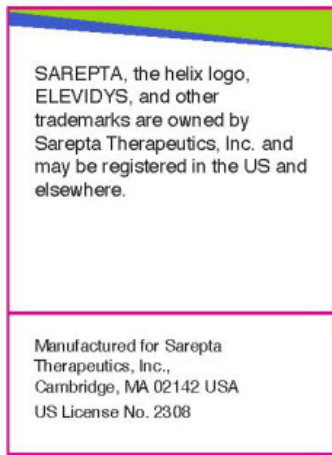 SAREPTA, the helix logo,
ELEVIDYS, and other
trademarks are owned by
Sarepta Therapeutics, Inc. and
may be registered in the US and
elsewhere.
Manufactured for Sarepta
Therapeutics, Inc.,
Cambridge, MA 02142 USA
US License No. 2308